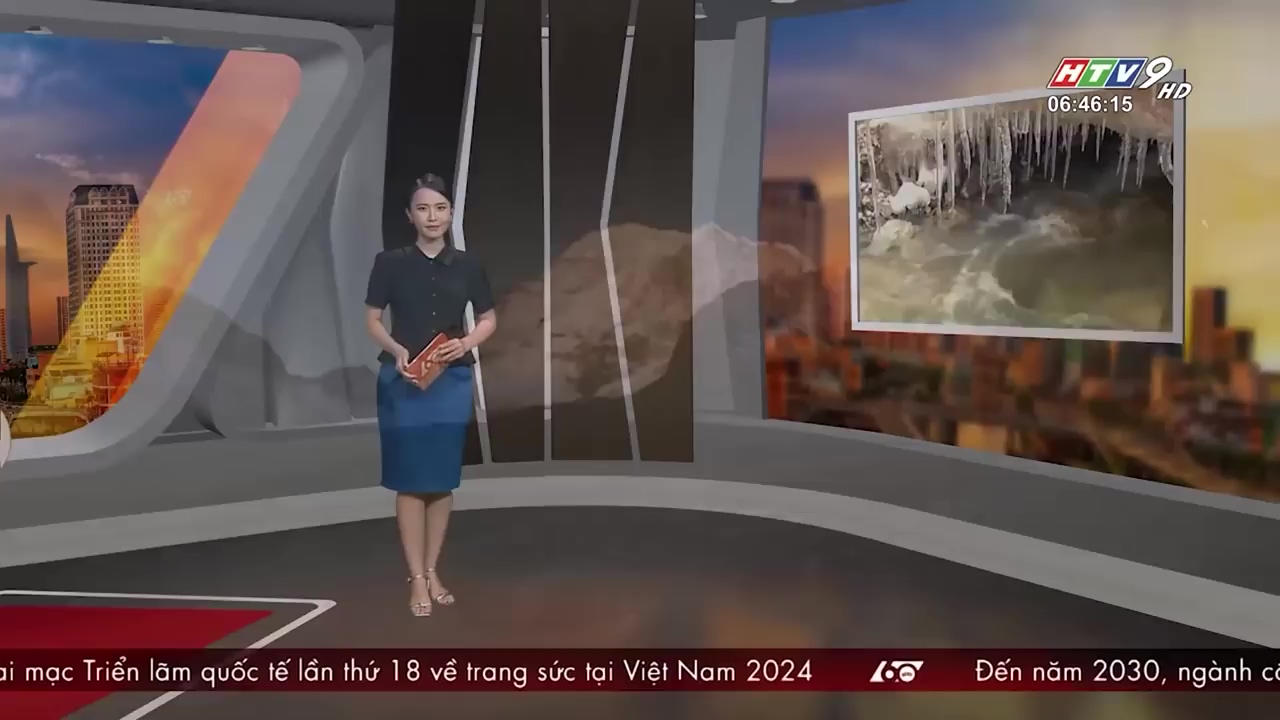 HTV9
HD
06:46:15
ai mạc Triển lãm quốc tế lần thứ 18 về trang sức tại Việt Nam 2024
Đến năm 2030, ngành